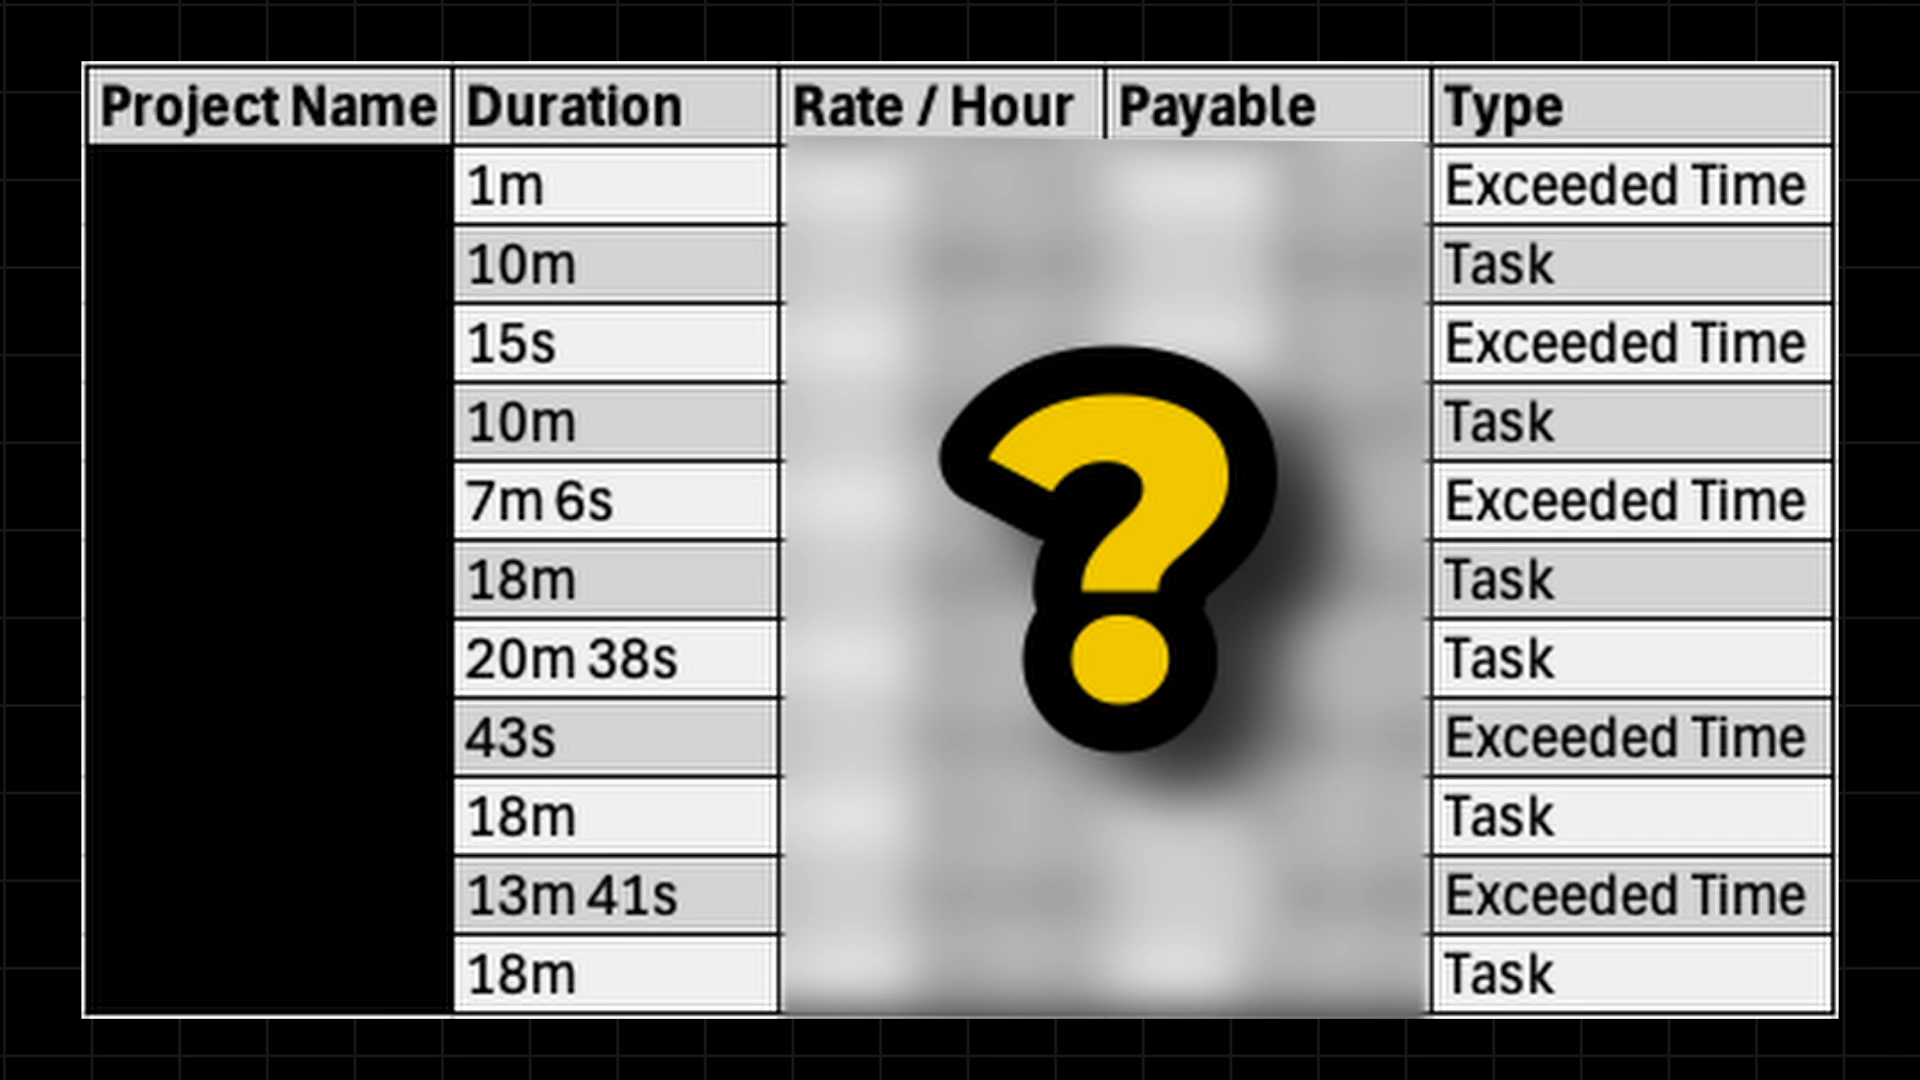 Project Name Duration Rate / Hour Payable Type
1m Exceeded Time
10m Task
15s Exceeded Time
10m Task
7m 6s Exceeded Time
18m Task
20m 38s Task
43s Exceeded Time
18m Task
13m 41s Exceeded Time
18m Task
?